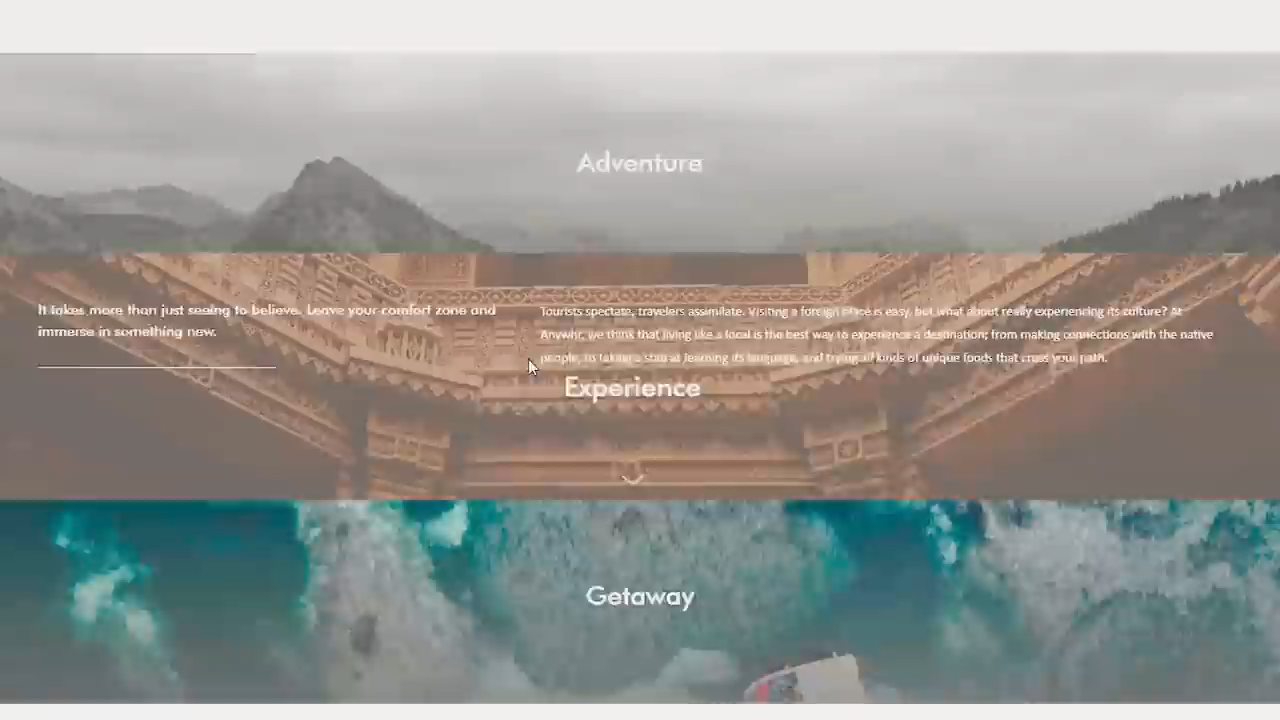 Adventure
It takes more than just seeing to believe. Leave your comfort zone and
immerse in something new.
Tourists spectate, travelers assimilate. Visiting a foreign place is easy, but what about really experiencing its culture? At
Anywhr, we think that living like a local is the best way to experience a destination; from making connections with the native
people, to taking a stab at learning its language, and trying all kinds of unique foods that cross your path.
Experience
Getaway